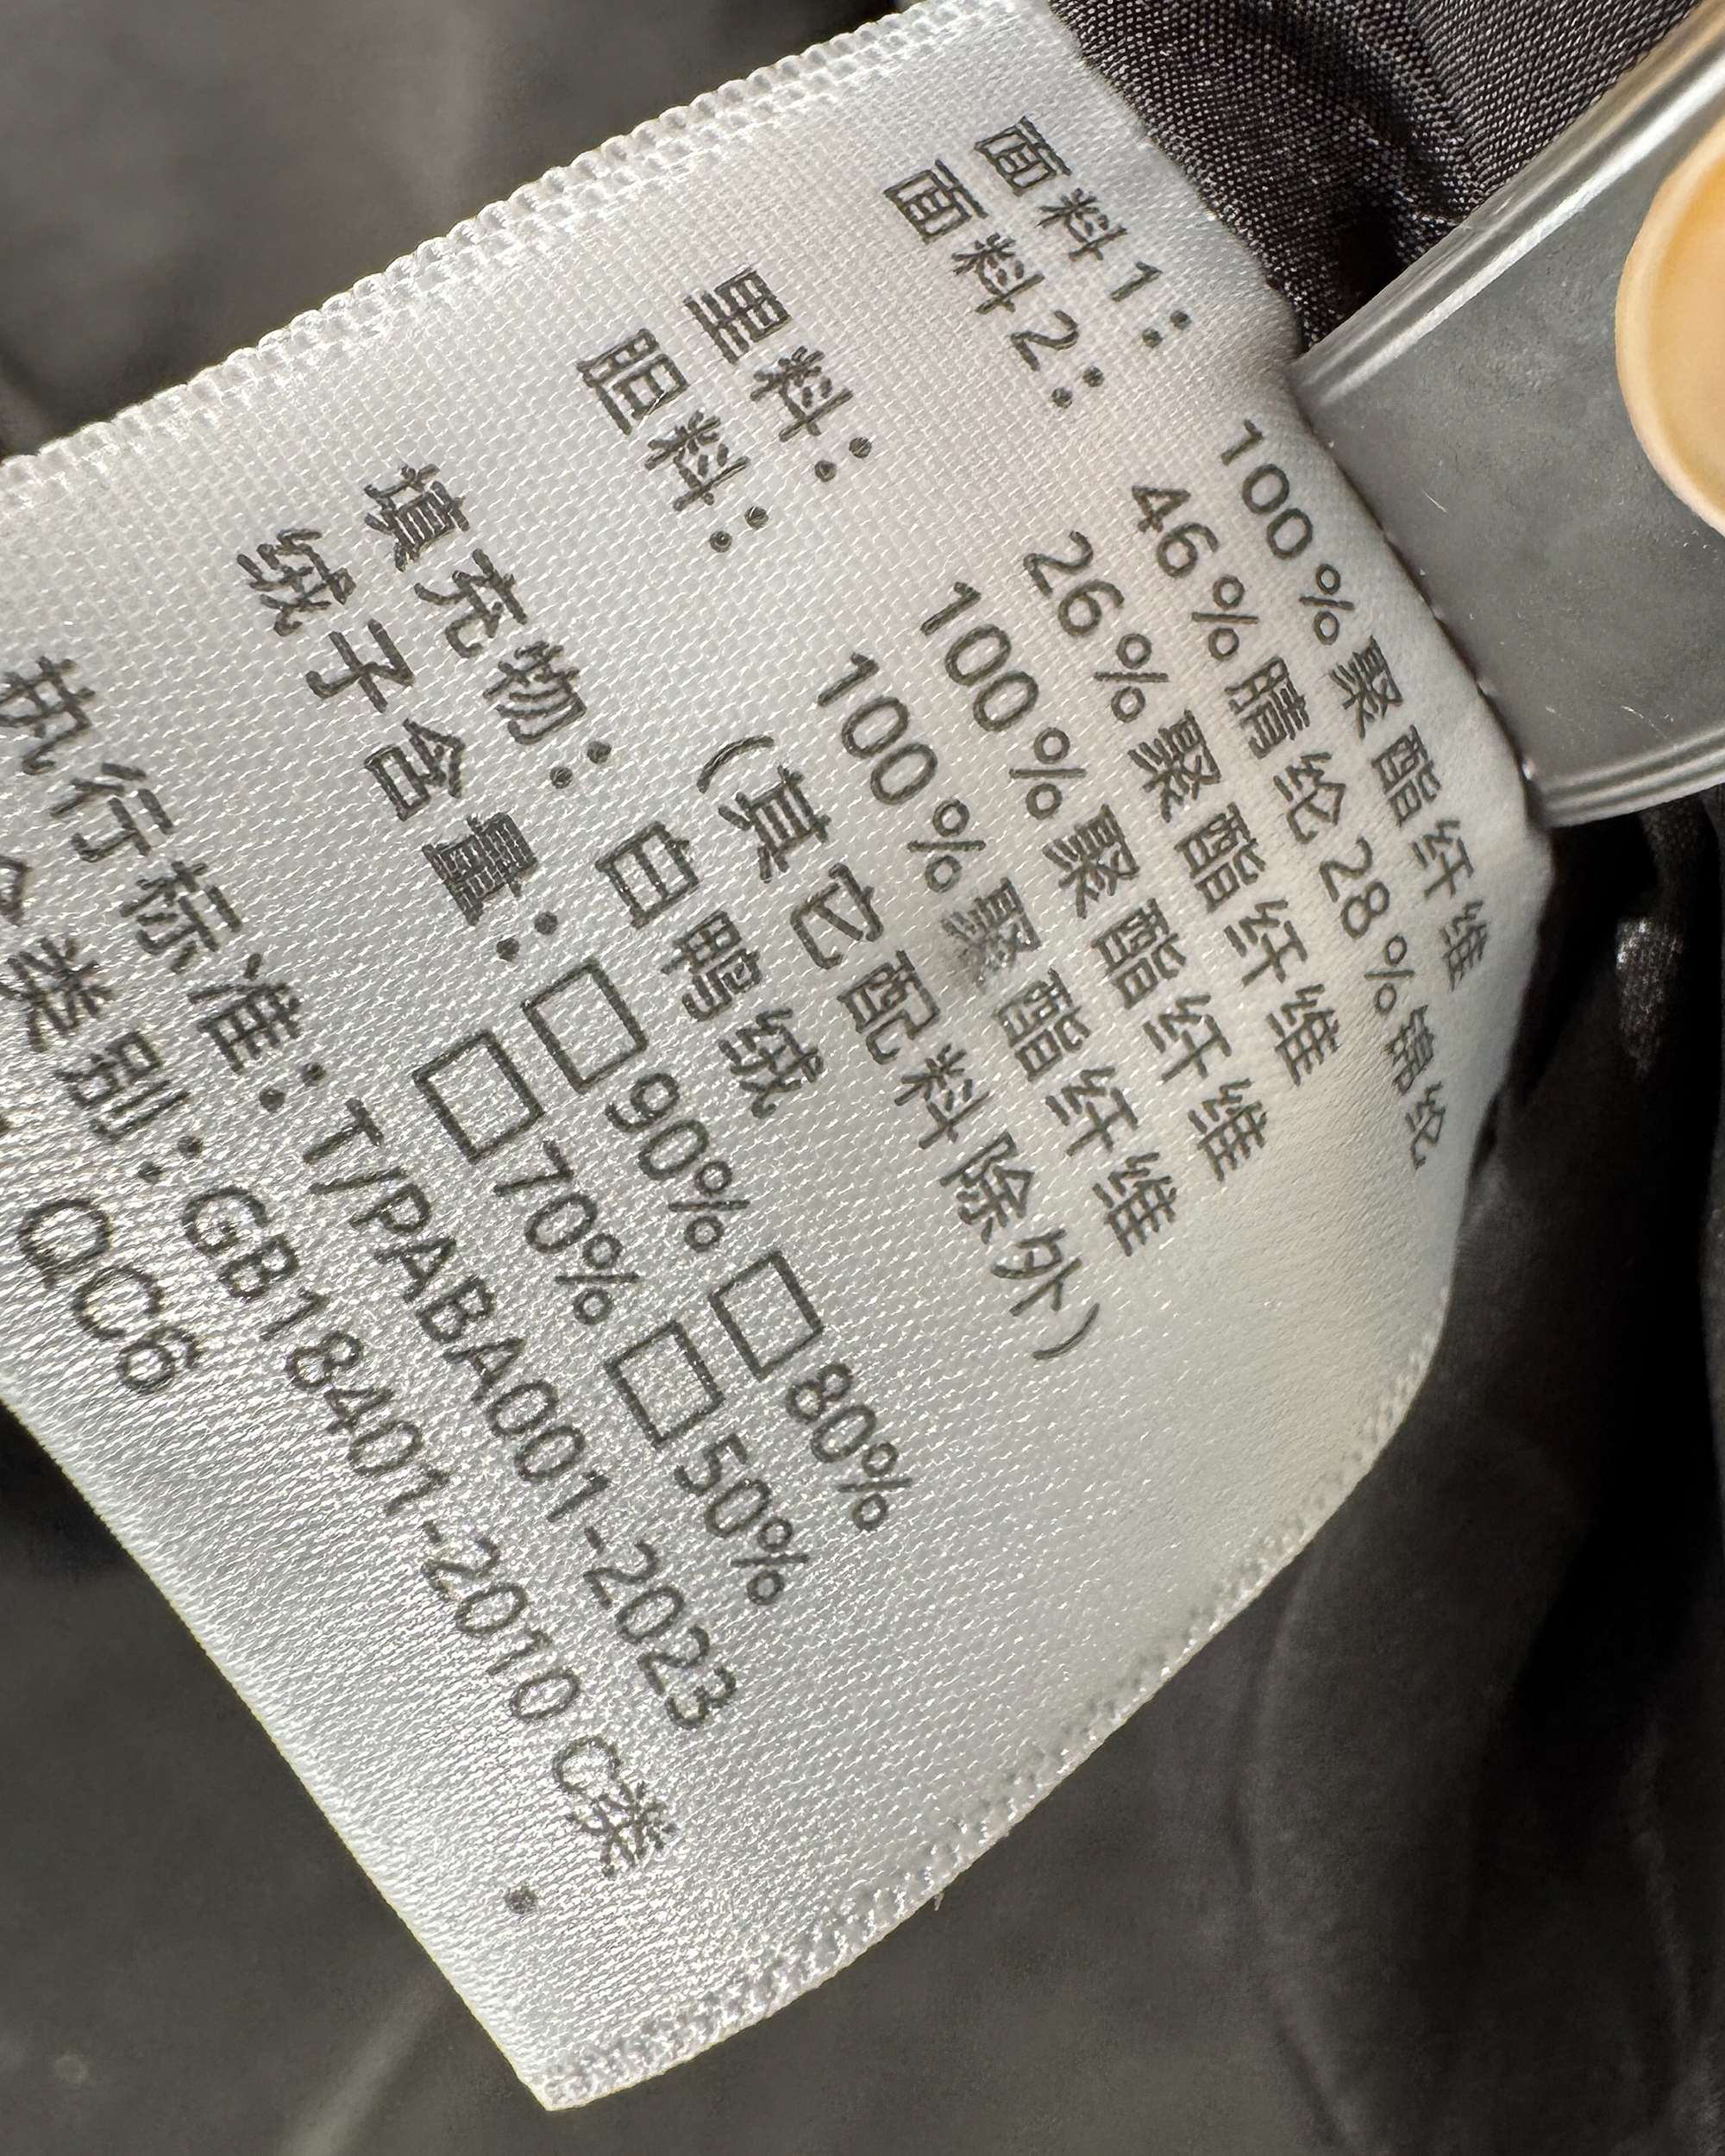 面料1： 100%聚酯纤维
面料2： 46%腈纶28%锦纶
26%聚酯纤维
里料： 100%聚酯纤维
胆料： 100%聚酯纤维
（其它配料除外）
填充物：白鸭绒
绒子含量：□90%□80%
□70%□50%
执行标准：T/PABA001-2023
类别：GB18401-2010 C类
QC6